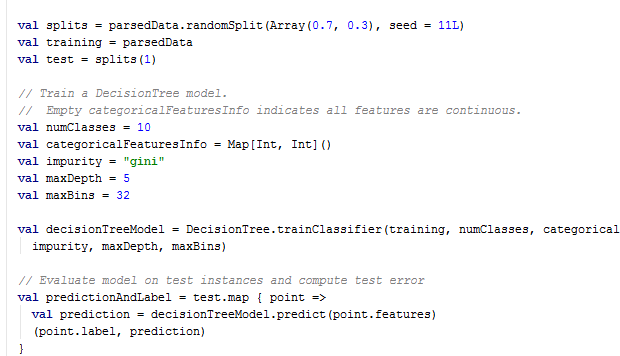 val splits = parsedData.randomSplit(Array(0.7, 0.3), seed = 11L)
val training = parsedData
val test = splits(1)
// Train a DecisionTree model.
//  Empty categoricalFeaturesInfo indicates all features are continuous.
val numClasses = 10
val categoricalFeaturesInfo = Map[Int, Int]()
val impurity = "gini"
val maxDepth = 5
val maxBins = 32
val decisionTreeModel = DecisionTree.trainClassifier(training, numClasses, categorical
  impurity, maxDepth, maxBins)
// Evaluate model on test instances and compute test error
val predictionAndLabel = test.map { point =>
  val prediction = decisionTreeModel.predict(point.features)
  (point.label, prediction)
}